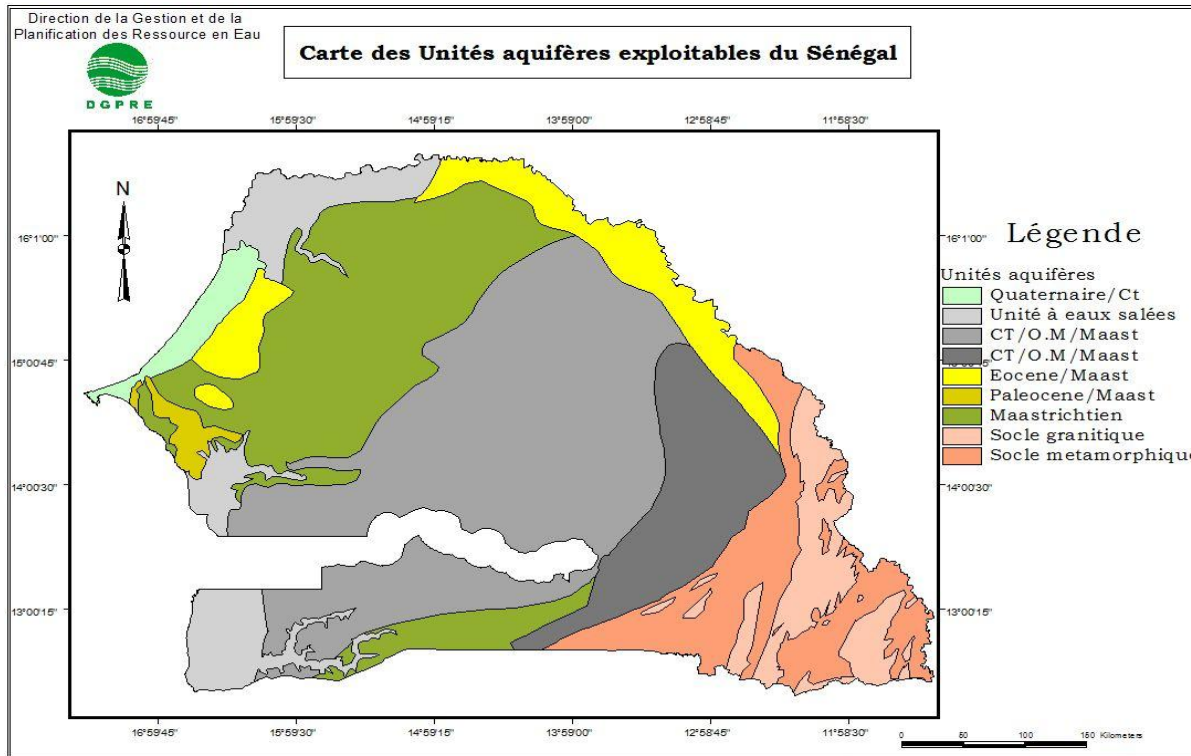 Direction de la Gestion et de la
Planification des Ressource en Eau
DGPRE
Carte des Unités aquifères exploitables du Sénégal
16°59'45" 15°59'30" 14°59'15" 13°59'00" 12°58'45" 11°58'30"
N
16°1'00" 16°1'00"
Légende
Unités aquifères
Quaternaire/Ct
Unité à eaux salées
CT/O.M/Maast
15°00'45"
CT/O.M/Maast
Eocene/Maast
Paleocene/Maast
Maastrichtien
Socle granitique
Socle metamorphique
14°00'30" 14°00'30"
13°00'15" 13°00'15"
16°59'45" 15°59'30" 14°59'15" 13°59'00" 12°58'45" 11°58'30"
0 50 100 150 Kilometers